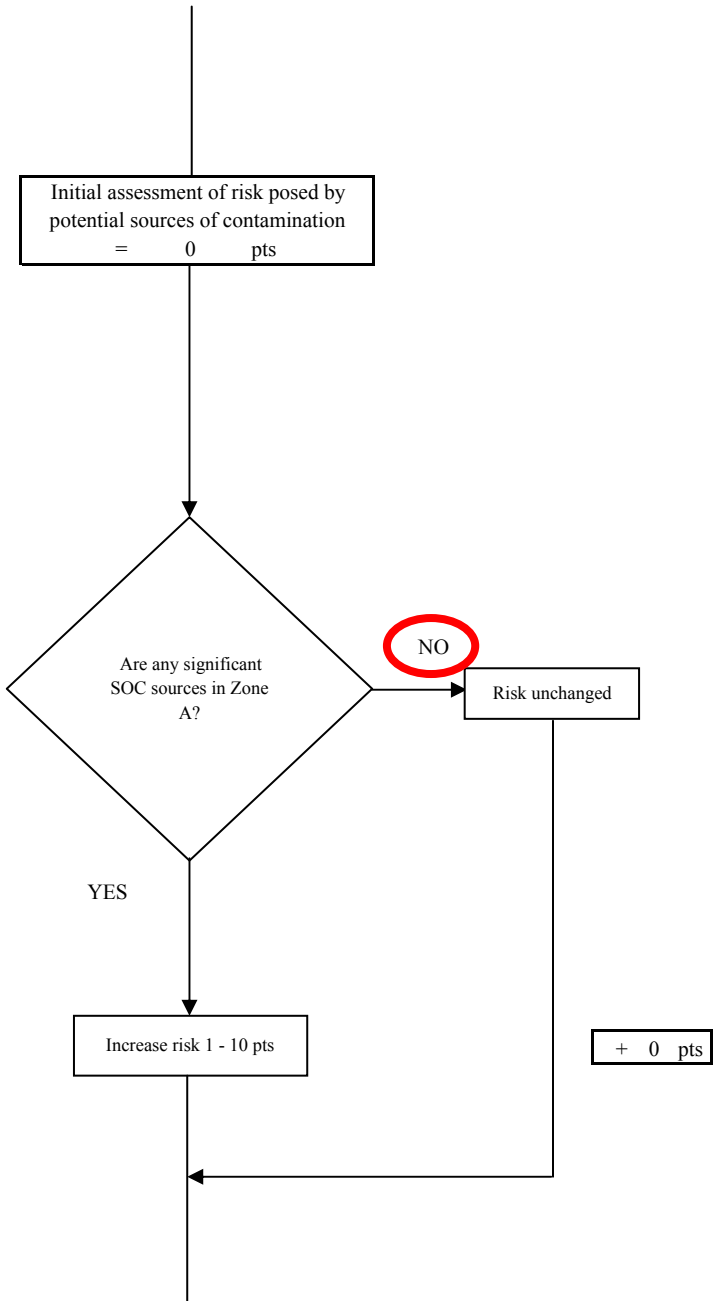 Initial assessment of risk posed by
potential sources of contamination
= 0 pts
Are any significant
SOC sources in Zone
A?
NO
Risk unchanged
YES
Increase risk 1 - 10 pts
+ 0 pts